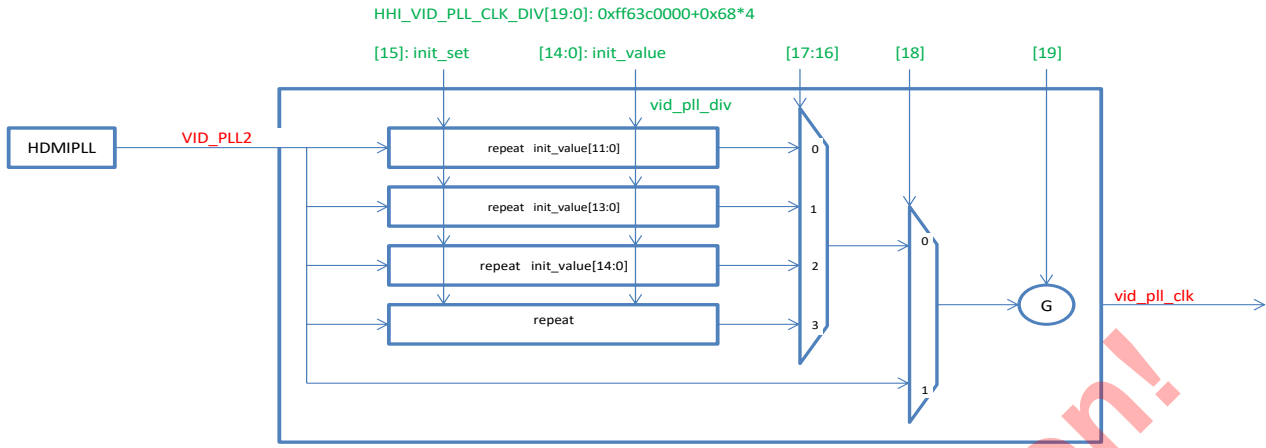 HHI_VID_PLL_CLK_DIV[19:0]: 0xff63c0000+0x68*4
[15]: init_set
[14:0]: init_value
[17:16]
[18]
[19]
vid_pll_div
HDMIPLL
VID_PLL2
repeat init_value[11:0]
0
repeat init_value[13:0]
1
0
repeat init_value[14:0]
2
vid_pll_clk
G
repeat
3
1
on!